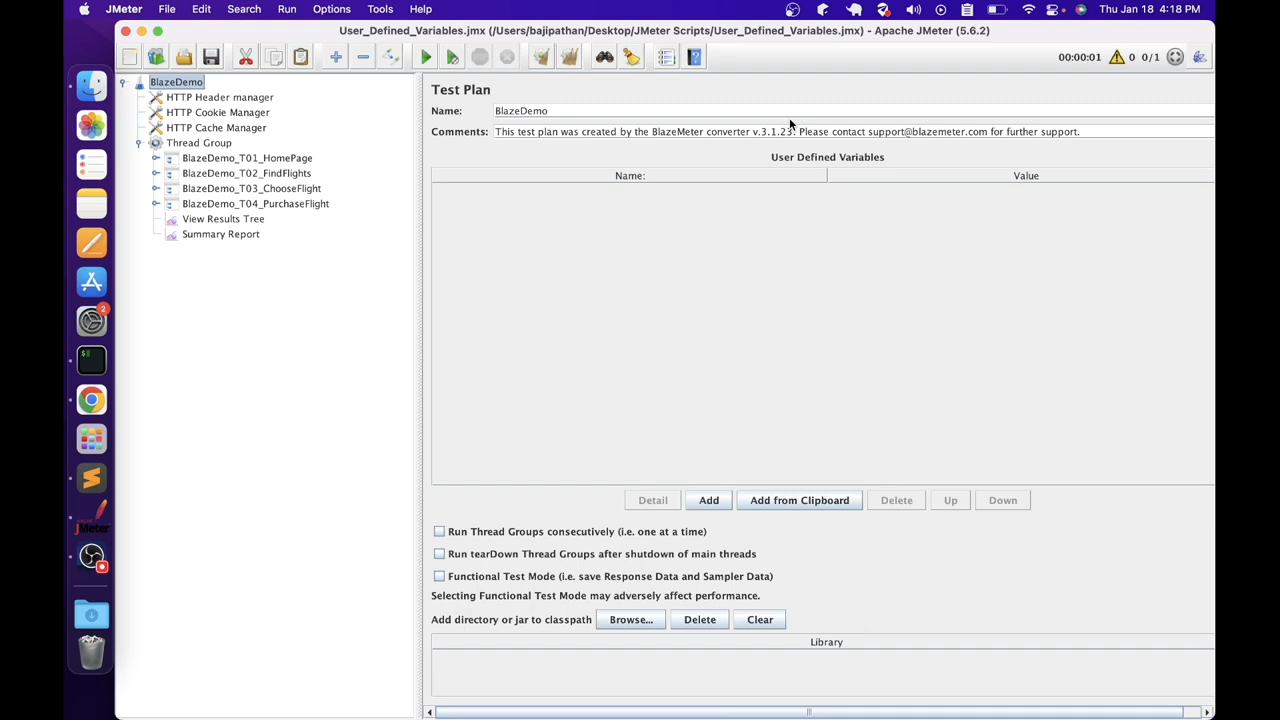 JMeter File Edit Search Run Options Tools Help Thu Jan 18 4:18 PM
User_Defined_Variables.jmx (/Users/bajipathan/Desktop/JMeter Scripts/User_Defined_Variables.jmx) - Apache JMeter (5.6.2)
00:00:01 0 0/1
BlazeDemo
HTTP Header manager
HTTP Cookie Manager
HTTP Cache Manager
Thread Group
BlazeDemo_T01_HomePage
BlazeDemo_T02_FindFlights
BlazeDemo_T03_ChooseFlight
BlazeDemo_T04_PurchaseFlight
View Results Tree
Summary Report
2
JMeter
Test Plan
Name: BlazeDemo
Comments: This test plan was created by the BlazeMeter converter v.3.1.23. Please contact support@blazemeter.com for further support.
User Defined Variables
Name: Value
Detail Add Add from Clipboard Delete Up Down
Run Thread Groups consecutively (i.e. one at a time)
Run tearDown Thread Groups after shutdown of main threads
Functional Test Mode (i.e. save Response Data and Sampler Data)
Selecting Functional Test Mode may adversely affect performance.
Add directory or jar to classpath Browse... Delete Clear
Library